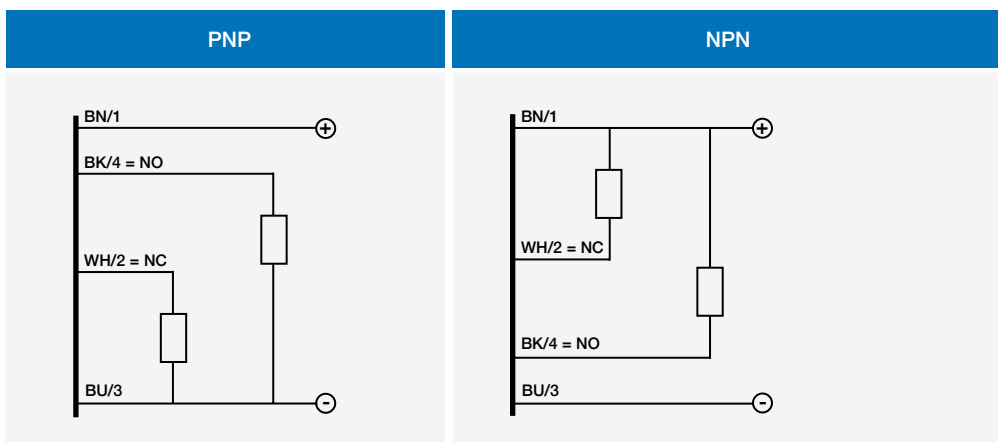 PNP
BN/1
+
BK/4 = NO
WH/2 = NC
BU/3
-
NPN
BN/1
+
WH/2 = NC
BK/4 = NO
BU/3
-